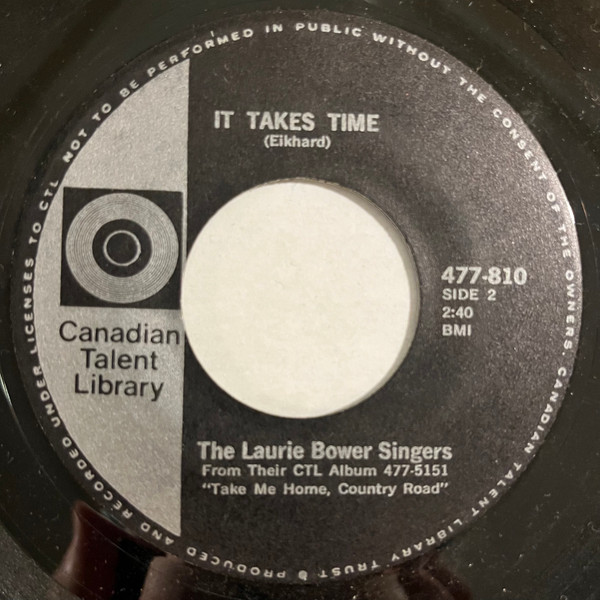 NOT TO BE PERFORMED IN PUBLIC WITHOUT THE CONSENT OF THE OWNERS. CANADIAN TALENT LIBRARY TRUST & PRODUCED AND RECORDED UNDER LICENSES TO CTL
IT TAKES TIME
(Eikhard)
477-810
SIDE 2
2:40
BMI
Canadian
Talent
Library
The Laurie Bower Singers
From Their CTL Album 477-5151
"Take Me Home, Country Road"